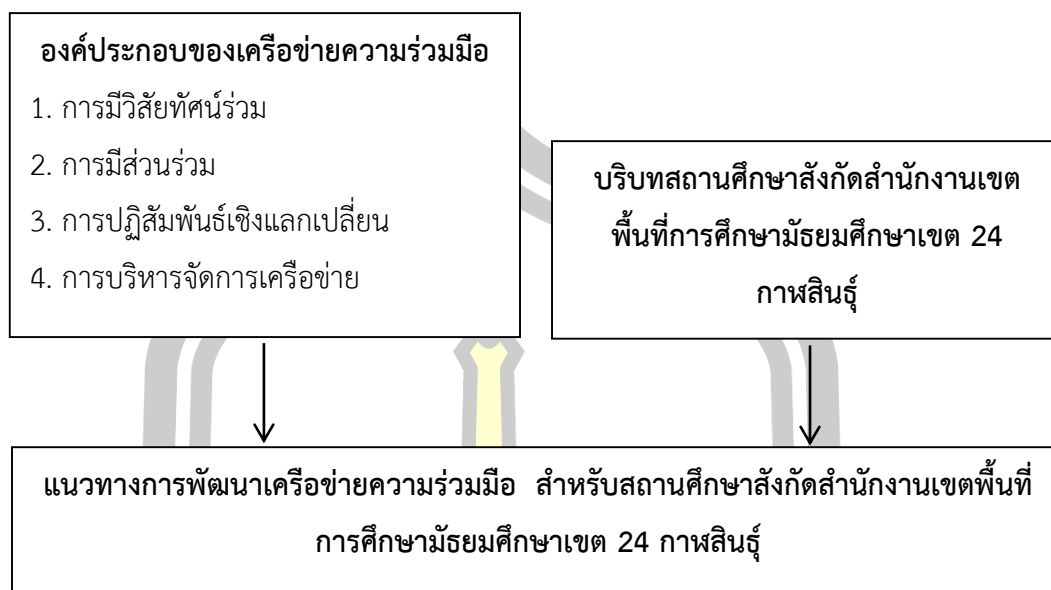 องค์ประกอบของเครือข่ายความร่วมมือ
1. การมีวิสัยทัศน์ร่วม
2. การมีส่วนร่วม
3. การปฏิสัมพันธ์เชิงแลกเปลี่ยน
4. การบริหารจัดการเครือข่าย
บริบทสถานศึกษาสังกัดสำนักงานเขต
พื้นที่การศึกษามัธยมศึกษาเขต 24
กาฬสินธุ์
แนวทางการพัฒนาเครือข่ายความร่วมมือ สำหรับสถานศึกษาสังกัดสำนักงานเขตพื้นที่
การศึกษามัธยมศึกษาเขต 24 กาฬสินธุ์